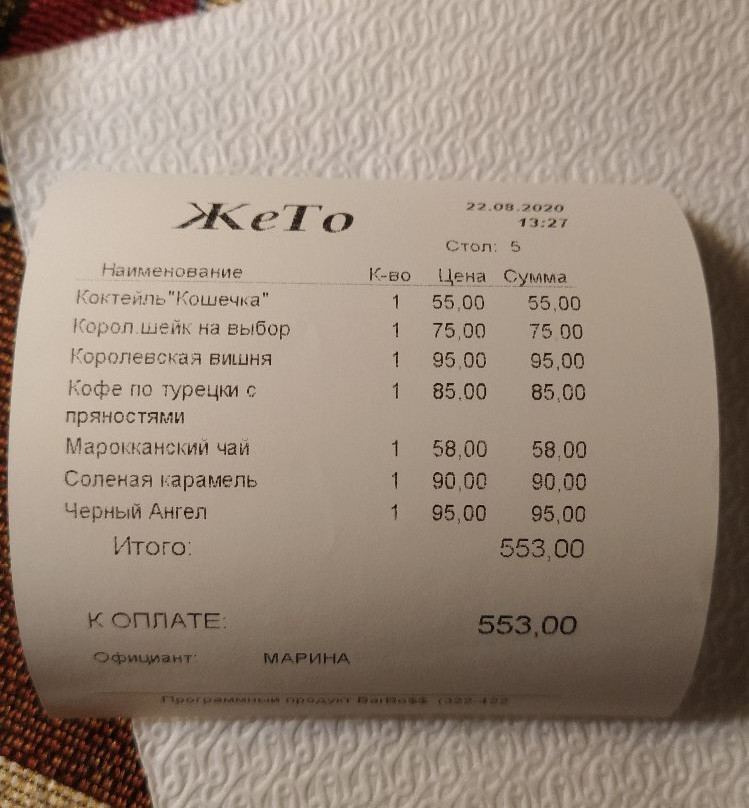 ЖеТо
22.08.2020
13:27
Стол: 5
Наименование К-во Цена Сумма
Коктейль"Кошечка" 1 55,00 55,00
Корол.шейк на выбор 1 75,00 75,00
Королевская вишня 1 95,00 95,00
Кофе по турецки с 1 85,00 85,00
пряностями
Марокканский чай 1 58,00 58,00
Соленая карамель 1 90,00 90,00
Черный Ангел 1 95,00 95,00
Итого: 553,00
К ОПЛАТЕ: 553,00
Официант: МАРИНА
Программный продукт BarBo$$